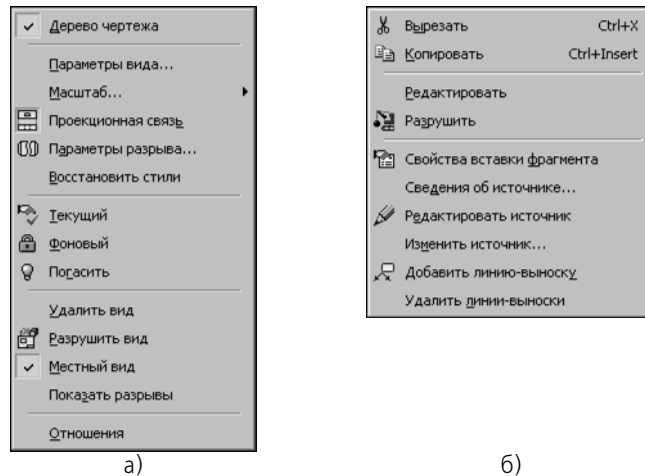 Дерево чертежа
Параметры вида...
Масштаб...
Проекционная связь
Параметры разрыва...
Восстановить стили
Текущий
Фоновый
Погасить
Удалить вид
Разрушить вид
Местный вид
Показать разрывы
Отношения
а)
Вырезать Ctrl+X
Копировать Ctrl+Insert
Редактировать
Разрушить
Свойства вставки фрагмента
Сведения об источнике...
Редактировать источник
Изменить источник...
Добавить линию-выноску
Удалить линии-выноски
б)